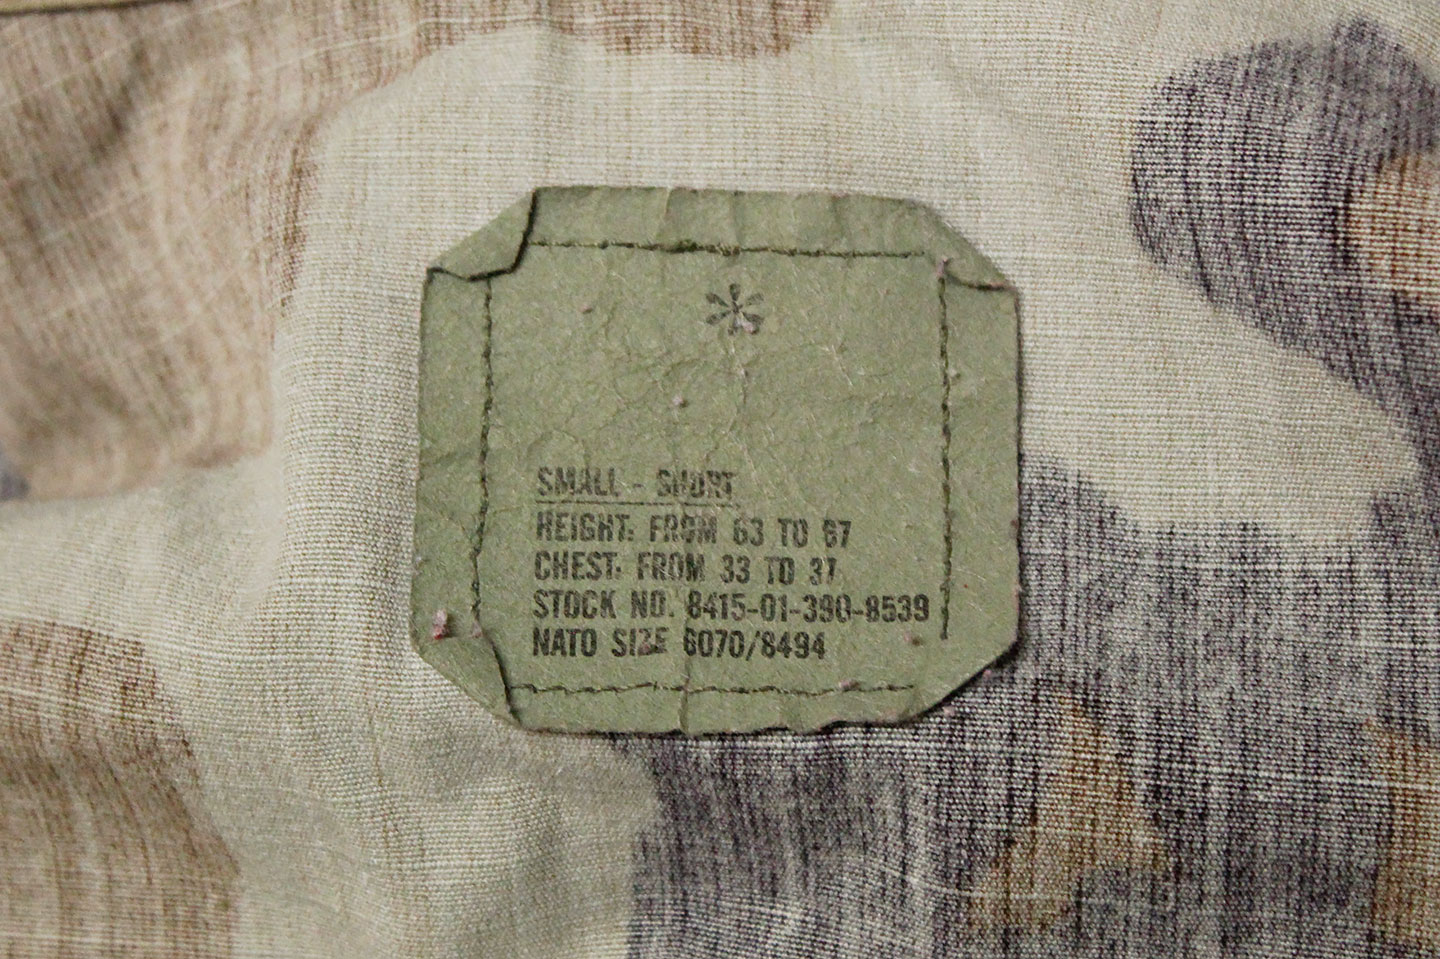 *
SMALL - SHORT
HEIGHT: FROM 63 TO 67
CHEST: FROM 33 TO 37
STOCK NO. 8415-01-390-8539
NATO SIZE 6070/8494